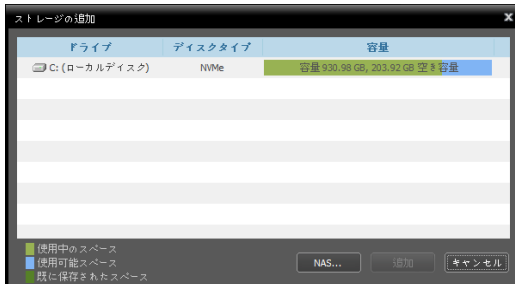 ストレージの追加
ドライブ ディスクタイプ 容量
C: (ローカルディスク) NVMe 容量 930.98 GB, 203.92 GB 空き容量
使用中のスペース
使用可能スペース
既に保存されたスペース
NAS... 追加 キャンセル